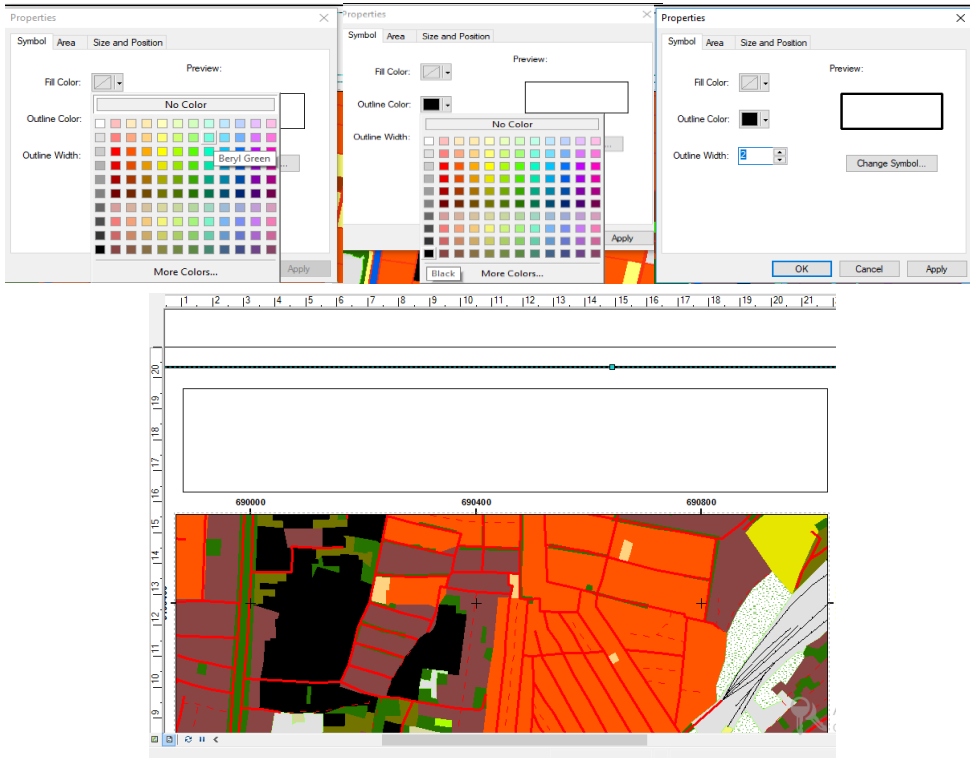 Properties
Symbol Area Size and Position
Preview:
Fill Color:
No Color
Outline Color:
Beryl Green
Outline Width:
...
More Colors...
Apply
Properties
Symbol Area Size and Position
Preview:
Fill Color:
Outline Color:
No Color
Outline Width:
...
Apply
Black
More Colors...
Properties
Symbol Area Size and Position
Preview:
Fill Color:
Outline Color:
Outline Width: 2
Change Symbol...
OK Cancel Apply
1 2 3 4 5 6 7 8 9 10 11 12 13 14 15 16 17 18 19 20 21
20
19
18
17
16
690000 690400 690800
15
14
13
12
11
10
9